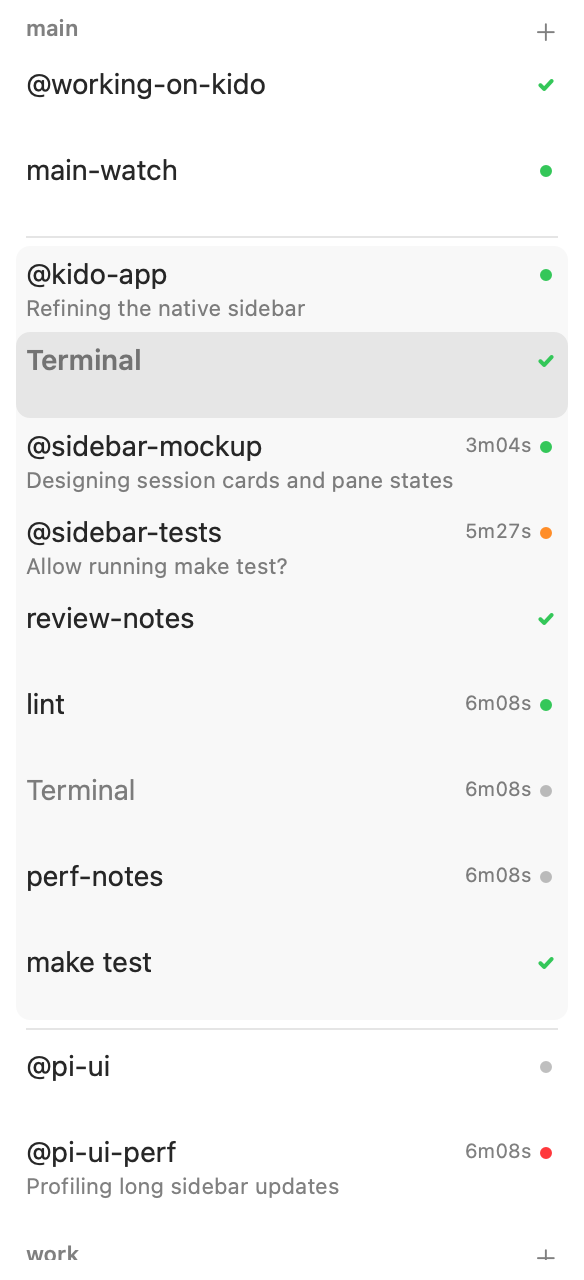 main
@working-on-kido
main-watch
@kido-app
Refining the native sidebar
Terminal
@sidebar-mockup 3m04s
Designing session cards and pane states
@sidebar-tests 5m27s
Allow running make test?
review-notes
lint 6m08s
Terminal 6m08s
perf-notes 6m08s
make test
@pi-ui
@pi-ui-perf 6m08s
Profiling long sidebar updates
work